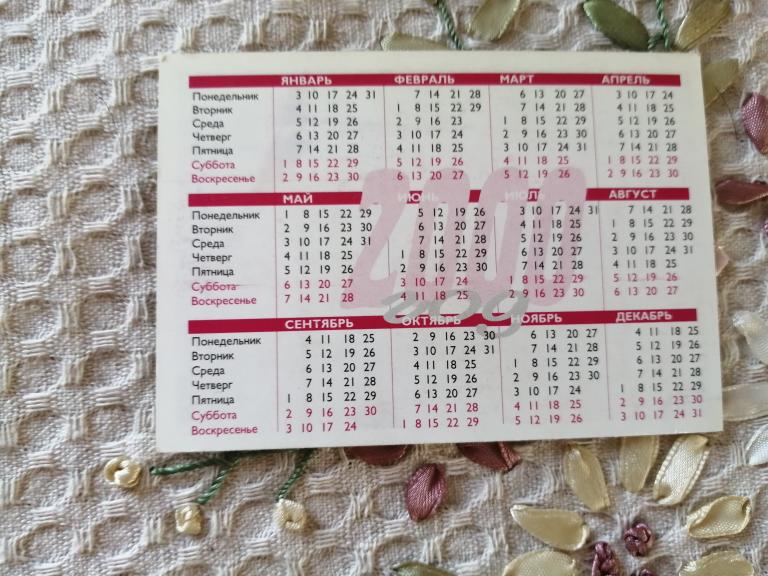 ЯНВАРЬ ФЕВРАЛЬ МАРТ АПРЕЛЬ
Понедельник 3 10 17 24 31 7 14 21 28 6 13 20 27 3 10 17 24
Вторник 4 11 18 25 1 8 15 22 29 7 14 21 28 4 11 18 25
Среда 5 12 19 26 2 9 16 23 1 8 15 22 29 5 12 19 26
Четверг 6 13 20 27 3 10 17 24 2 9 16 23 30 6 13 20 27
Пятница 7 14 21 28 4 11 18 25 3 10 17 24 31 7 14 21 28
Суббота 1 8 15 22 29 5 12 19 26 4 11 18 25 1 8 15 22 29
Воскресенье 2 9 16 23 30 6 13 20 27 5 12 19 26 2 9 16 23 30
МАЙ ИЮНЬ ИЮЛЬ АВГУСТ
Понедельник 1 8 15 22 29 5 12 19 26 3 10 17 24 31 7 14 21 28
Вторник 2 9 16 23 30 6 13 20 27 4 11 18 25 1 8 15 22 29
Среда 3 10 17 24 31 7 14 21 28 5 12 19 26 2 9 16 23 30
Четверг 4 11 18 25 1 8 15 22 29 6 13 20 27 3 10 17 24 31
Пятница 5 12 19 26 2 9 16 23 30 7 14 21 28 4 11 18 25
Суббота 6 13 20 27 3 10 17 24 1 8 15 22 29 5 12 19 26
Воскресенье 7 14 21 28 4 11 18 25 2 9 16 23 30 6 13 20 27
2000
год
СЕНТЯБРЬ ОКТЯБРЬ НОЯБРЬ ДЕКАБРЬ
Понедельник 4 11 18 25 2 9 16 23 30 6 13 20 27 4 11 18 25
Вторник 5 12 19 26 3 10 17 24 31 7 14 21 28 5 12 19 26
Среда 6 13 20 27 4 11 18 25 1 8 15 22 29 6 13 20 27
Четверг 7 14 21 28 5 12 19 26 2 9 16 23 30 7 14 21 28
Пятница 1 8 15 22 29 6 13 20 27 3 10 17 24 1 8 15 22 29
Суббота 2 9 16 23 30 7 14 21 28 4 11 18 25 2 9 16 23 30
Воскресенье 3 10 17 24 1 8 15 22 29 5 12 19 26 3 10 17 24 31